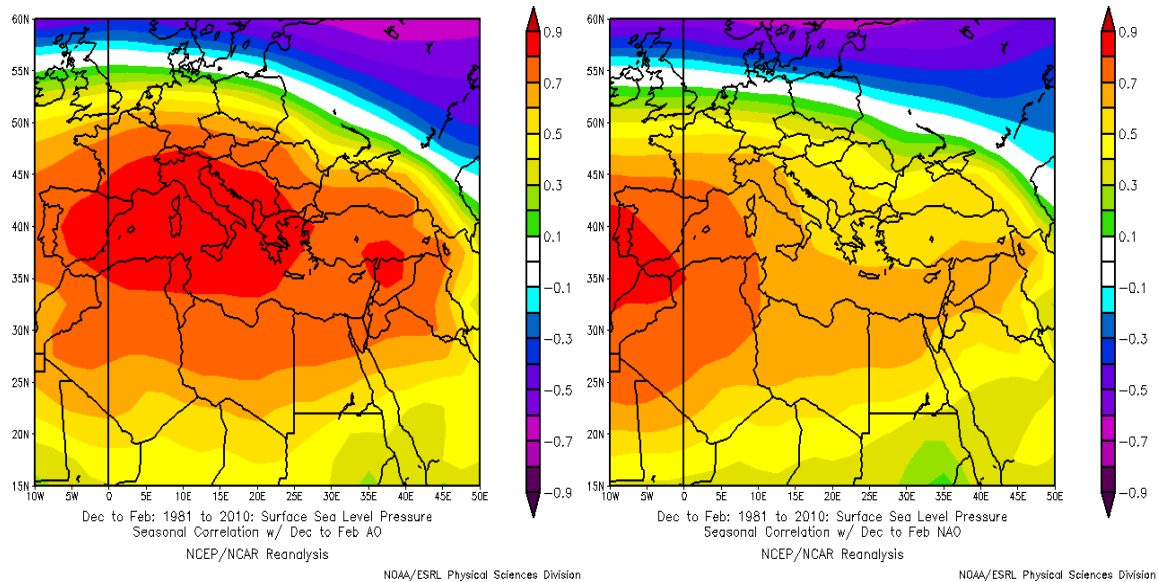 60N
55N
50N
45N
40N
35N
30N
25N
20N
15N
10W 5W 0 5E 10E 15E 20E 25E 30E 35E 40E 45E 50E
0.9
0.7
0.5
0.3
0.1
-0.1
-0.3
-0.5
-0.7
-0.9
Dec to Feb: 1981 to 2010: Surface Sea Level Pressure
Seasonal Correlation w/ Dec to Feb AO
NCEP/NCAR Reanalysis
NOAA/ESRL Physical Sciences Division
60N
55N
50N
45N
40N
35N
30N
25N
20N
15N
10W 5W 0 5E 10E 15E 20E 25E 30E 35E 40E 45E 50E
0.9
0.7
0.5
0.3
0.1
-0.1
-0.3
-0.5
-0.7
-0.9
Dec to Feb: 1981 to 2010: Surface Sea Level Pressure
Seasonal Correlation w/ Dec to Feb NAO
NCEP/NCAR Reanalysis
NOAA/ESRL Physical Sciences Division